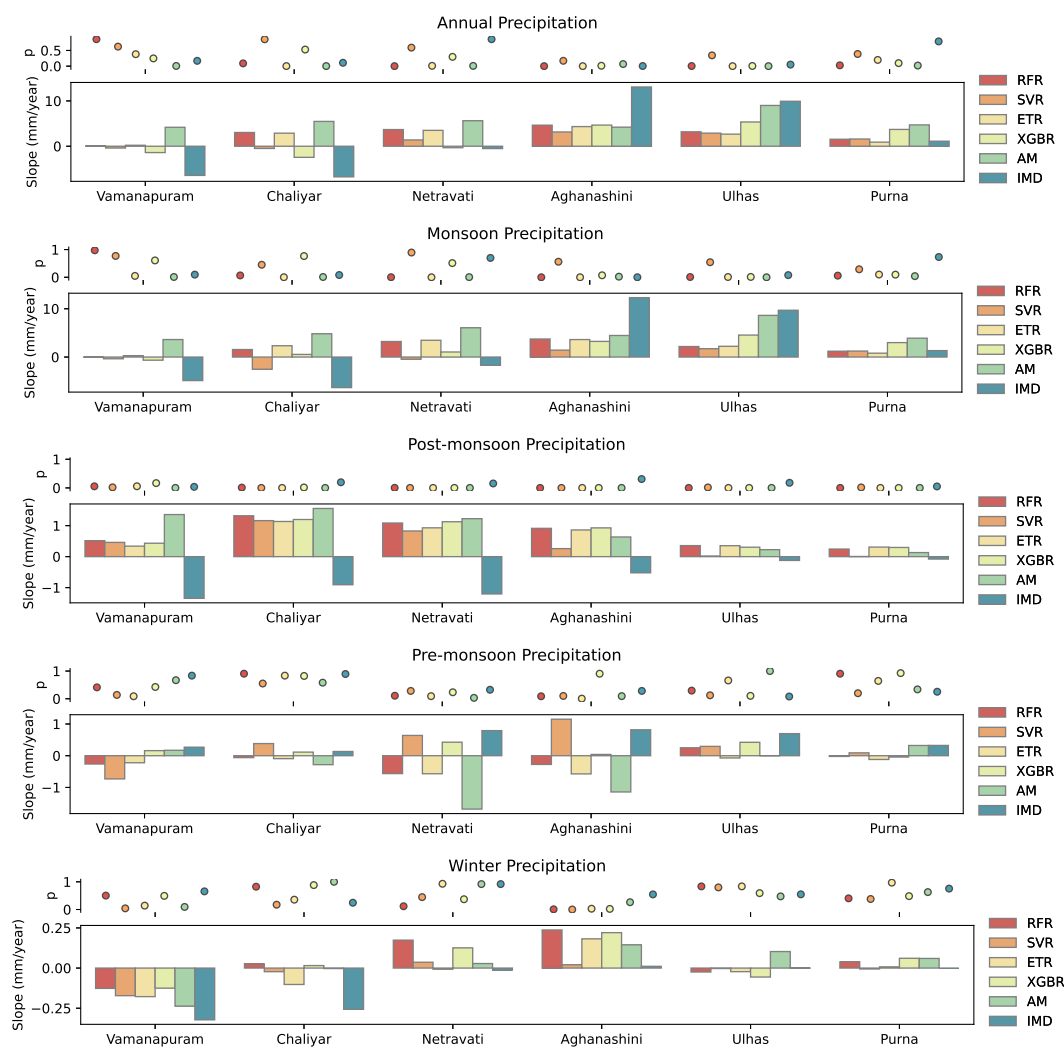 Annual Precipitation
p
0.5
0.0
Slope (mm/year)
10
0
Vamanapuram Chaliyar Netravati Aghanashini Ulhas Purna
RFR
SVR
ETR
XGBR
AM
IMD
Monsoon Precipitation
p
1
0
Slope (mm/year)
10
0
Vamanapuram Chaliyar Netravati Aghanashini Ulhas Purna
RFR
SVR
ETR
XGBR
AM
IMD
Post-monsoon Precipitation
p
1
0
Slope (mm/year)
1
0
−1
Vamanapuram Chaliyar Netravati Aghanashini Ulhas Purna
RFR
SVR
ETR
XGBR
AM
IMD
Pre-monsoon Precipitation
p
1
0
Slope (mm/year)
1
0
−1
Vamanapuram Chaliyar Netravati Aghanashini Ulhas Purna
RFR
SVR
ETR
XGBR
AM
IMD
Winter Precipitation
p
1
0
Slope (mm/year)
0.25
0.00
−0.25
Vamanapuram Chaliyar Netravati Aghanashini Ulhas Purna
RFR
SVR
ETR
XGBR
AM
IMD